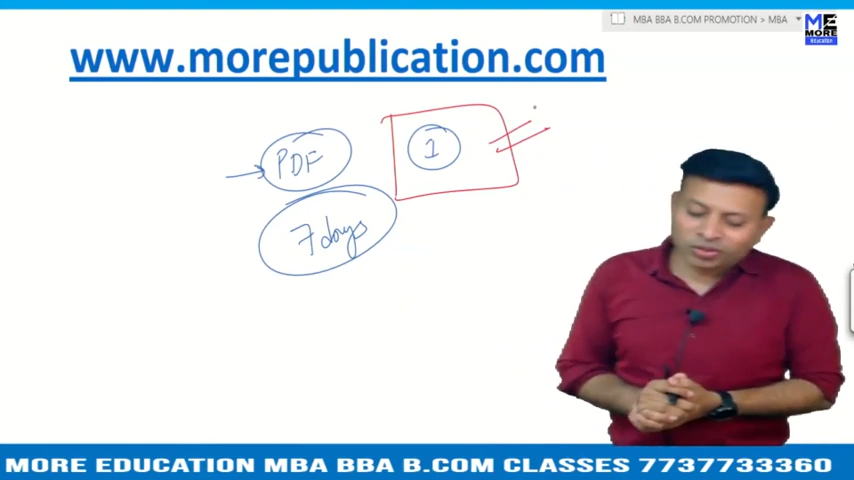 MBA BBA B.COM PROMOTION > MBA
ME
MORE
Education
www.morepublication.com
PDF
1
7 days
MORE EDUCATION MBA BBA B.COM CLASSES 7737733360